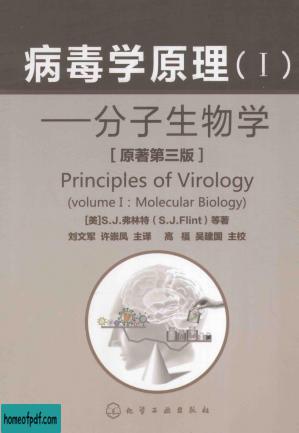 病毒学原理(Ⅰ)
——分子生物学
[原著第三版]
Principles of Virology
(volume Ⅰ: Molecular Biology)
[美]S.J.弗林特(S.J.Flint)等著
刘文军 许崇凤 主译 高福 吴建国 主校
化学工业出版社
homeofpdf.com